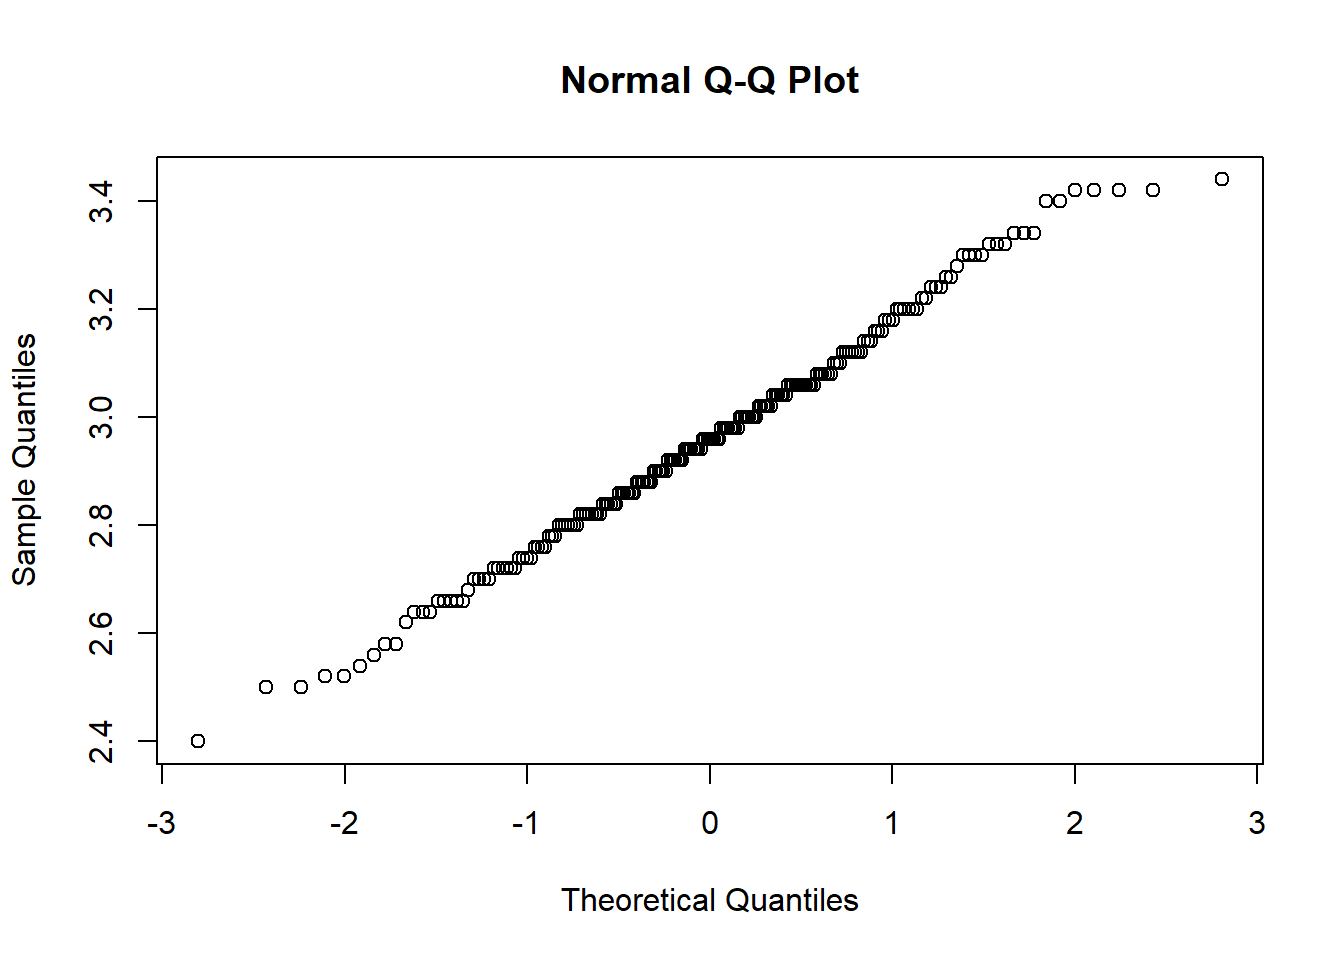 Normal Q-Q Plot
Sample Quantiles
3.4
3.2
3.0
2.8
2.6
2.4
-3 -2 -1 0 1 2 3
Theoretical Quantiles